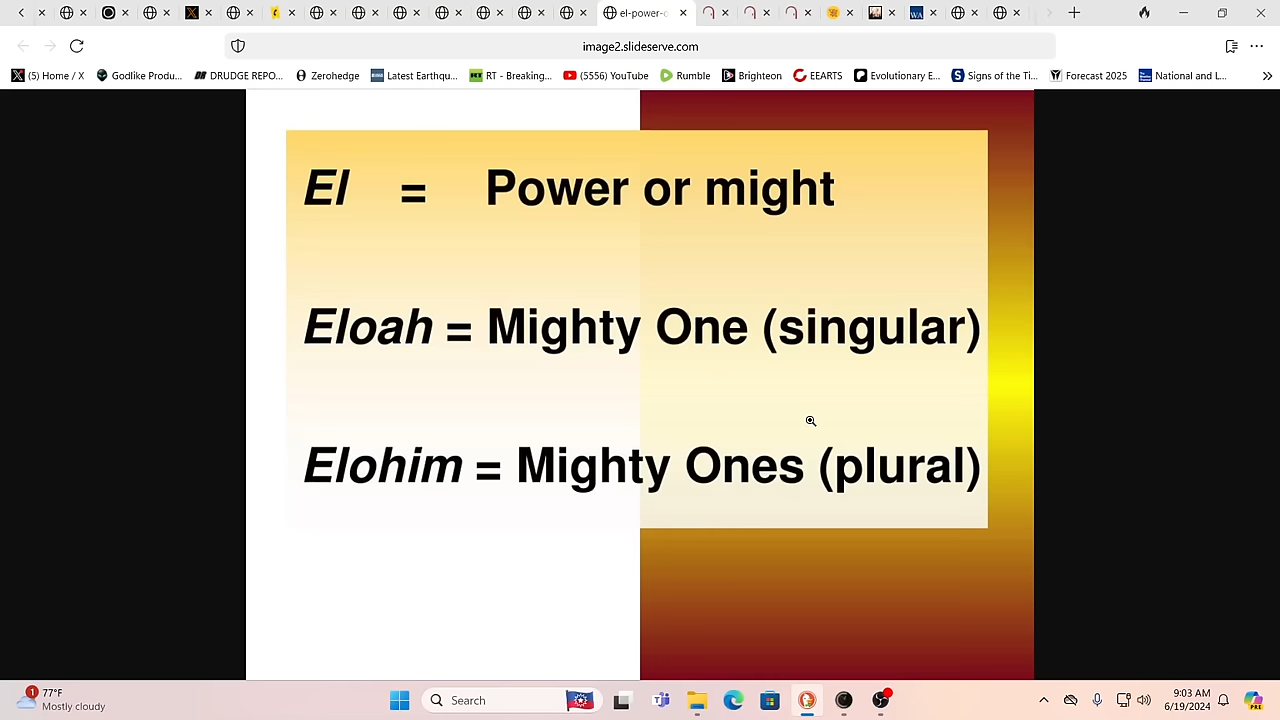 el-power-o
image2.slideserve.com
(5) Home / X
Godlike Produ...
DRUDGE REPO...
Zerohedge
Latest Earthqu...
RT - Breaking...
(5556) YouTube
Rumble
Brighteon
EEARTS
Evolutionary E...
Signs of the Ti...
Forecast 2025
National and L...
El = Power or might
Eloah = Mighty One (singular)
Elohim = Mighty Ones (plural)
1
77°F
Mostly cloudy
Search
9:03 AM
6/19/2024